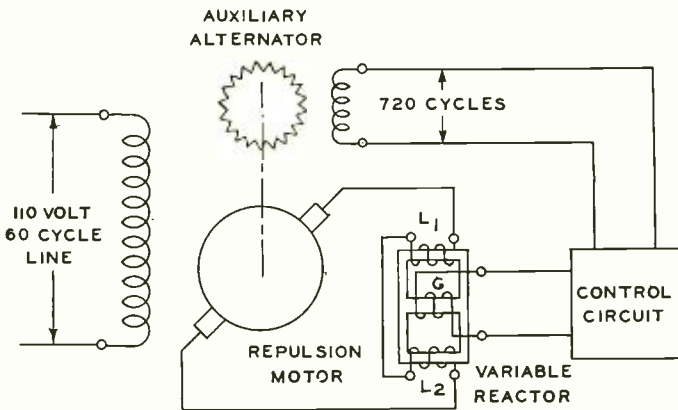 AUXILIARY
ALTERNATOR
720 CYCLES
110 VOLT
60 CYCLE
LINE
L1
G
CONTROL
CIRCUIT
REPULSION
MOTOR
VARIABLE
REACTOR
L2